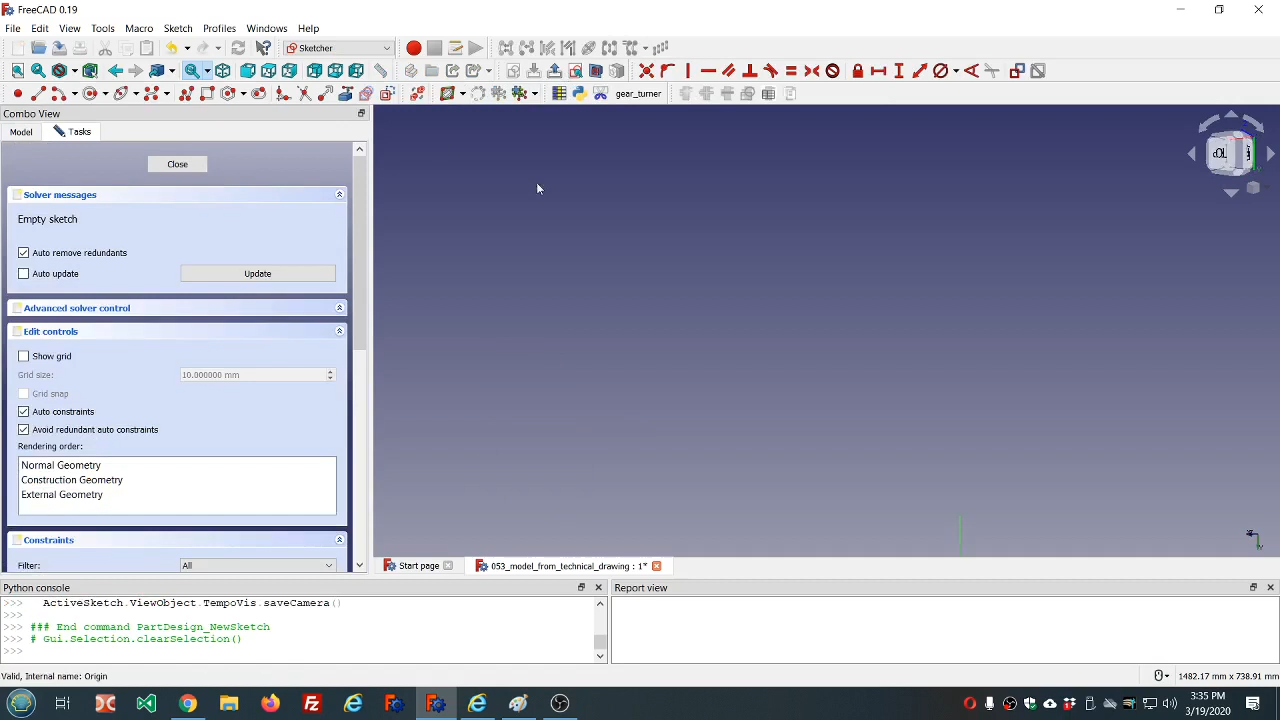 FreeCAD 0.19
File Edit View Tools Macro Sketch Profiles Windows Help
Sketcher
gear_turner
Combo View
Model Tasks
Close
Solver messages
Empty sketch
Auto remove redundants
Auto update Update
Advanced solver control
Edit controls
Show grid
Grid size: 10.000000 mm
Grid snap
Auto constraints
Avoid redundant auto constraints
Rendering order:
Normal Geometry
Construction Geometry
External Geometry
Constraints
Filter: All
Start page 053_model_from_technical_drawing : 1*
Python console Report view
>>> ActiveSketch.ViewObject.TempoVis.saveCamera()
>>>
>>> ### End command PartDesign_NewSketch
>>> # Gui.Selection.clearSelection()
>>>
Valid, Internal name: Origin 1482.17 mm x 738.91 mm
3:35 PM
3/19/2020